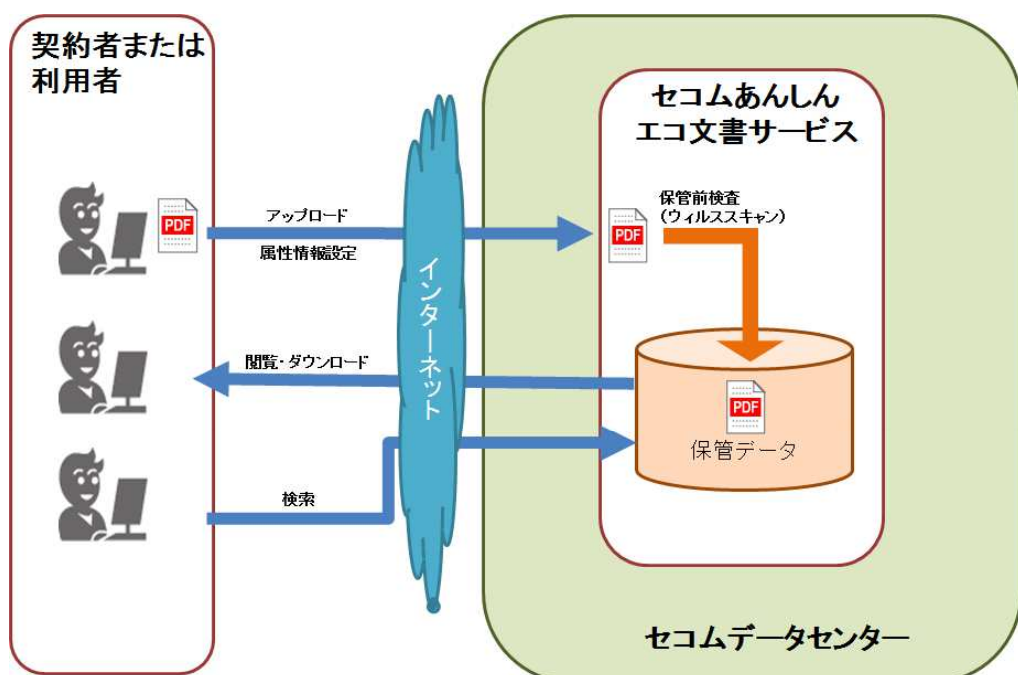 契約者または
利用者
セコムあんしん
エコ文書サービス
保管前検査
(ウィルススキャン)
PDF
アップロード
属性情報設定
PDF
インターネット
閲覧・ダウンロード
PDF
保管データ
検索
セコムデータセンター